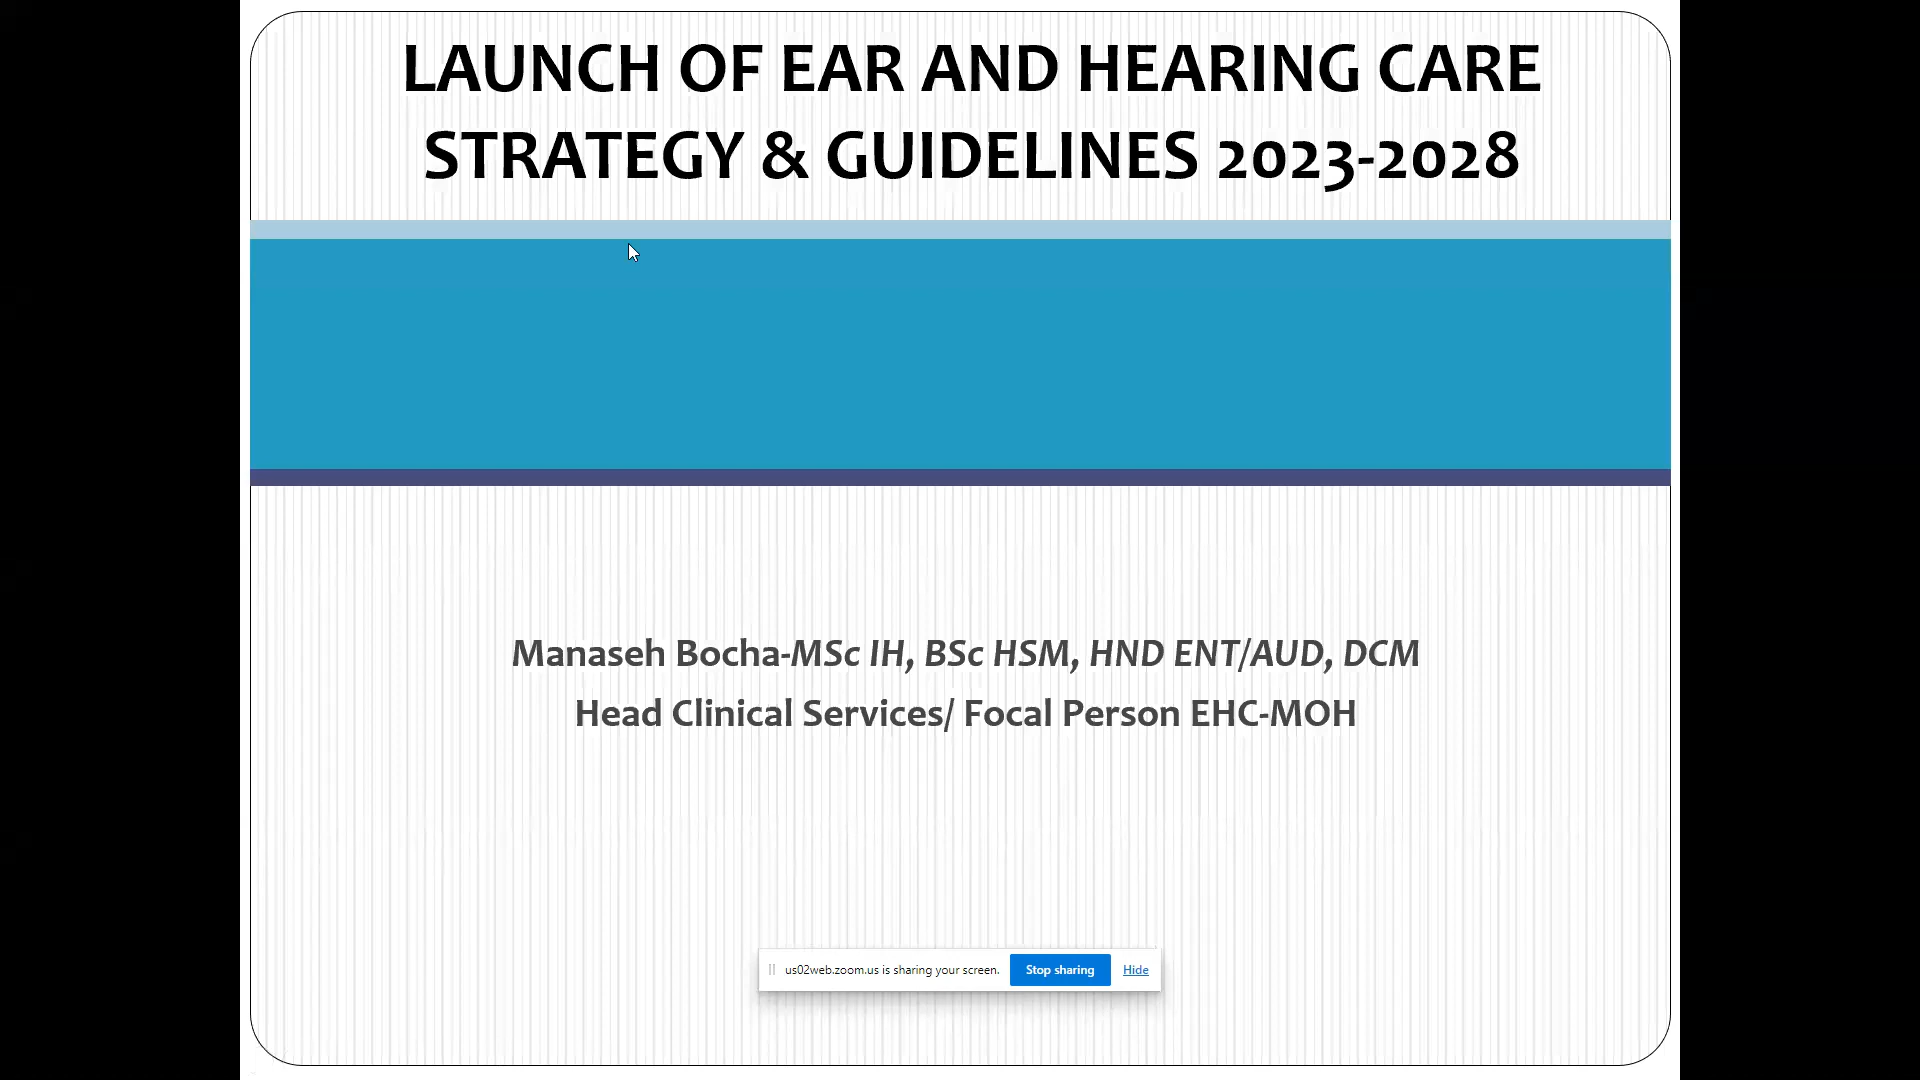 LAUNCH OF EAR AND HEARING CARE
STRATEGY & GUIDELINES 2023-2028
Manaseh Bocha-MSc IH, BSc HSM, HND ENT/AUD, DCM
Head Clinical Services/ Focal Person EHC-MOH
us02web.zoom.us is sharing your screen. Stop sharing Hide